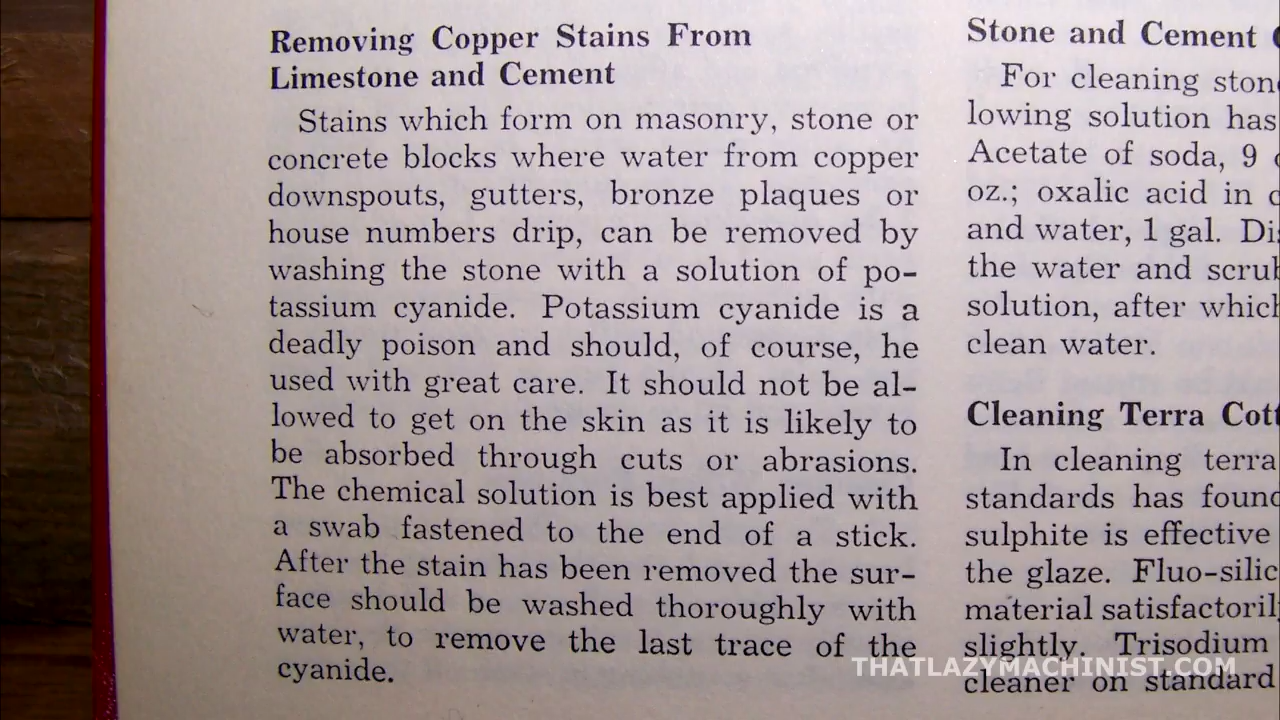 Removing Copper Stains From
Limestone and Cement
Stains which form on masonry, stone or
concrete blocks where water from copper
downspouts, gutters, bronze plaques or
house numbers drip, can be removed by
washing the stone with a solution of po-
tassium cyanide. Potassium cyanide is a
deadly poison and should, of course, he
used with great care. It should not be al-
lowed to get on the skin as it is likely to
be absorbed through cuts or abrasions.
The chemical solution is best applied with
a swab fastened to the end of a stick.
After the stain has been removed the sur-
face should be washed thoroughly with
water, to remove the last trace of the
cyanide.
Stone and Cement
For cleaning
lowing solution has
Acetate of soda, 9
oz.; oxalic acid in
and water, 1 gal.
the water and
solution, after which
clean water.
Cleaning Terra
In cleaning terra
standards has
sulphite is effective
the glaze.
material
slightly. Trisodium
cleaner on standard
THATLAZYMACHINIST.COM